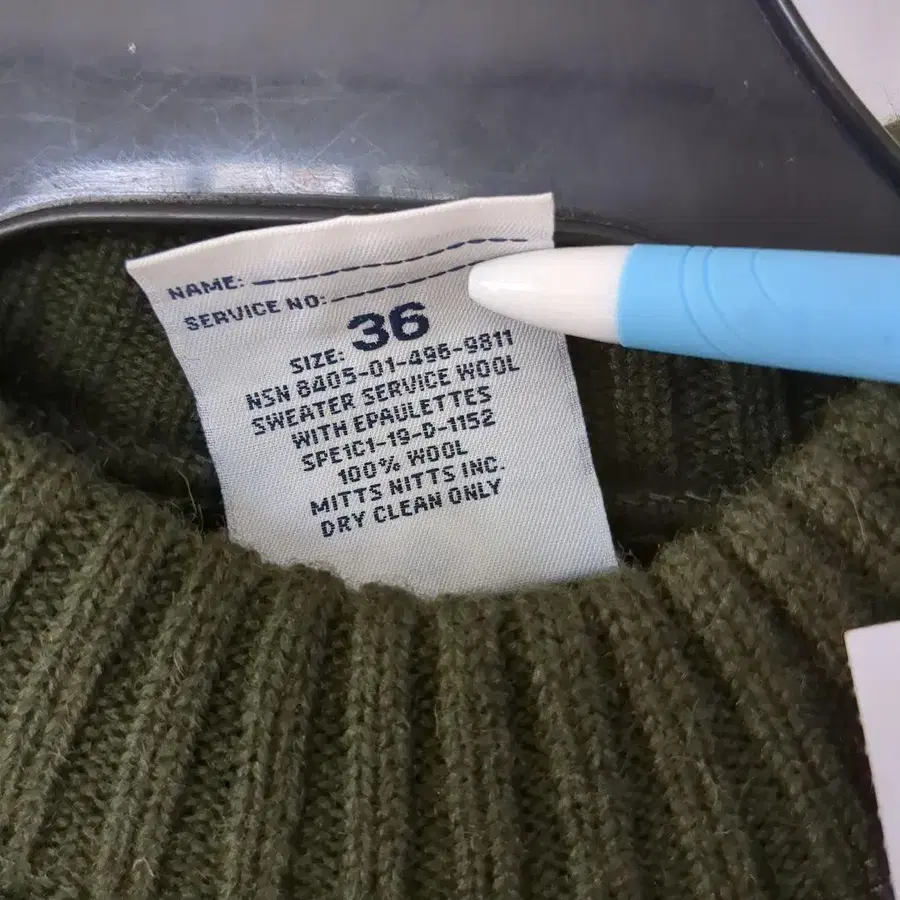 NAME:
SERVICE NO:
SIZE: 36
NSN 8405-01-496-9811
SWEATER SERVICE WOOL
WITH EPAULETTES
SPE1C1-19-D-1152
100% WOOL
MITTS NITTS INC.
DRY CLEAN ONLY